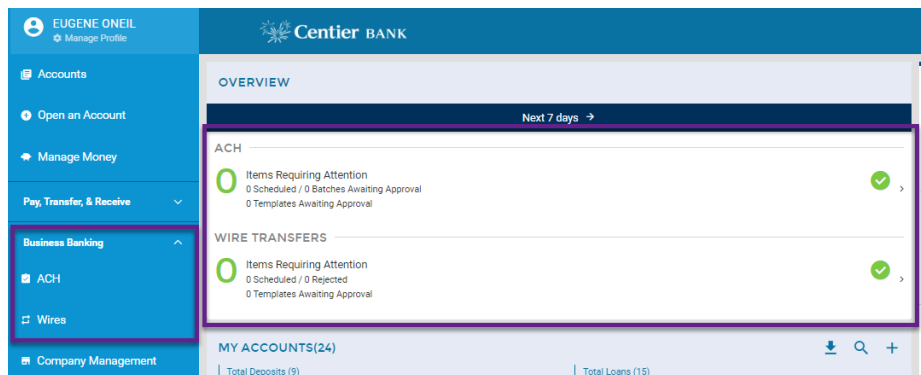 EUGENE ONEIL
Manage Profile
Centier BANK
Accounts
Open an Account
Manage Money
Pay, Transfer, & Receive
Business Banking
ACH
Wires
Company Management
OVERVIEW
Next 7 days →
ACH
0 Items Requiring Attention
0 Scheduled / 0 Batches Awaiting Approval
0 Templates Awaiting Approval
WIRE TRANSFERS
0 Items Requiring Attention
0 Scheduled / 0 Rejected
0 Templates Awaiting Approval
MY ACCOUNTS(24)
Total Deposits (9)
Total Loans (15)